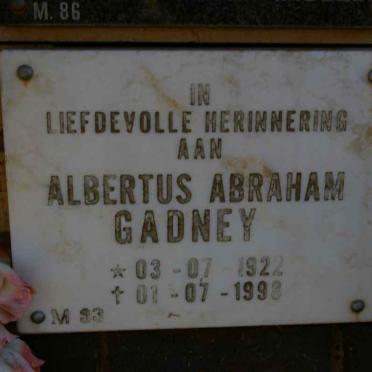 M. 86
IN
LIEFDEVOLLE HERINNERING
AAN
ALBERTUS ABRAHAM
GADNEY
* 03 - 07 1922
† 01 - 07 - 1998
M 93